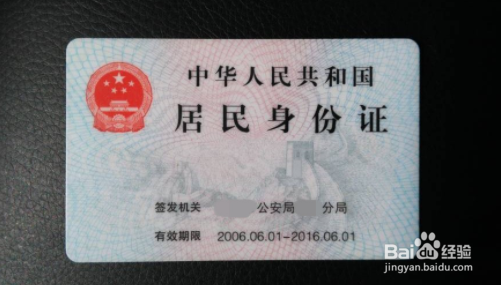 中华人民共和国
居民身份证
签发机关 公安局 分局
有效期限 2006.06.01-2016.06.01
Baidu 经验
jingyan.baidu.com